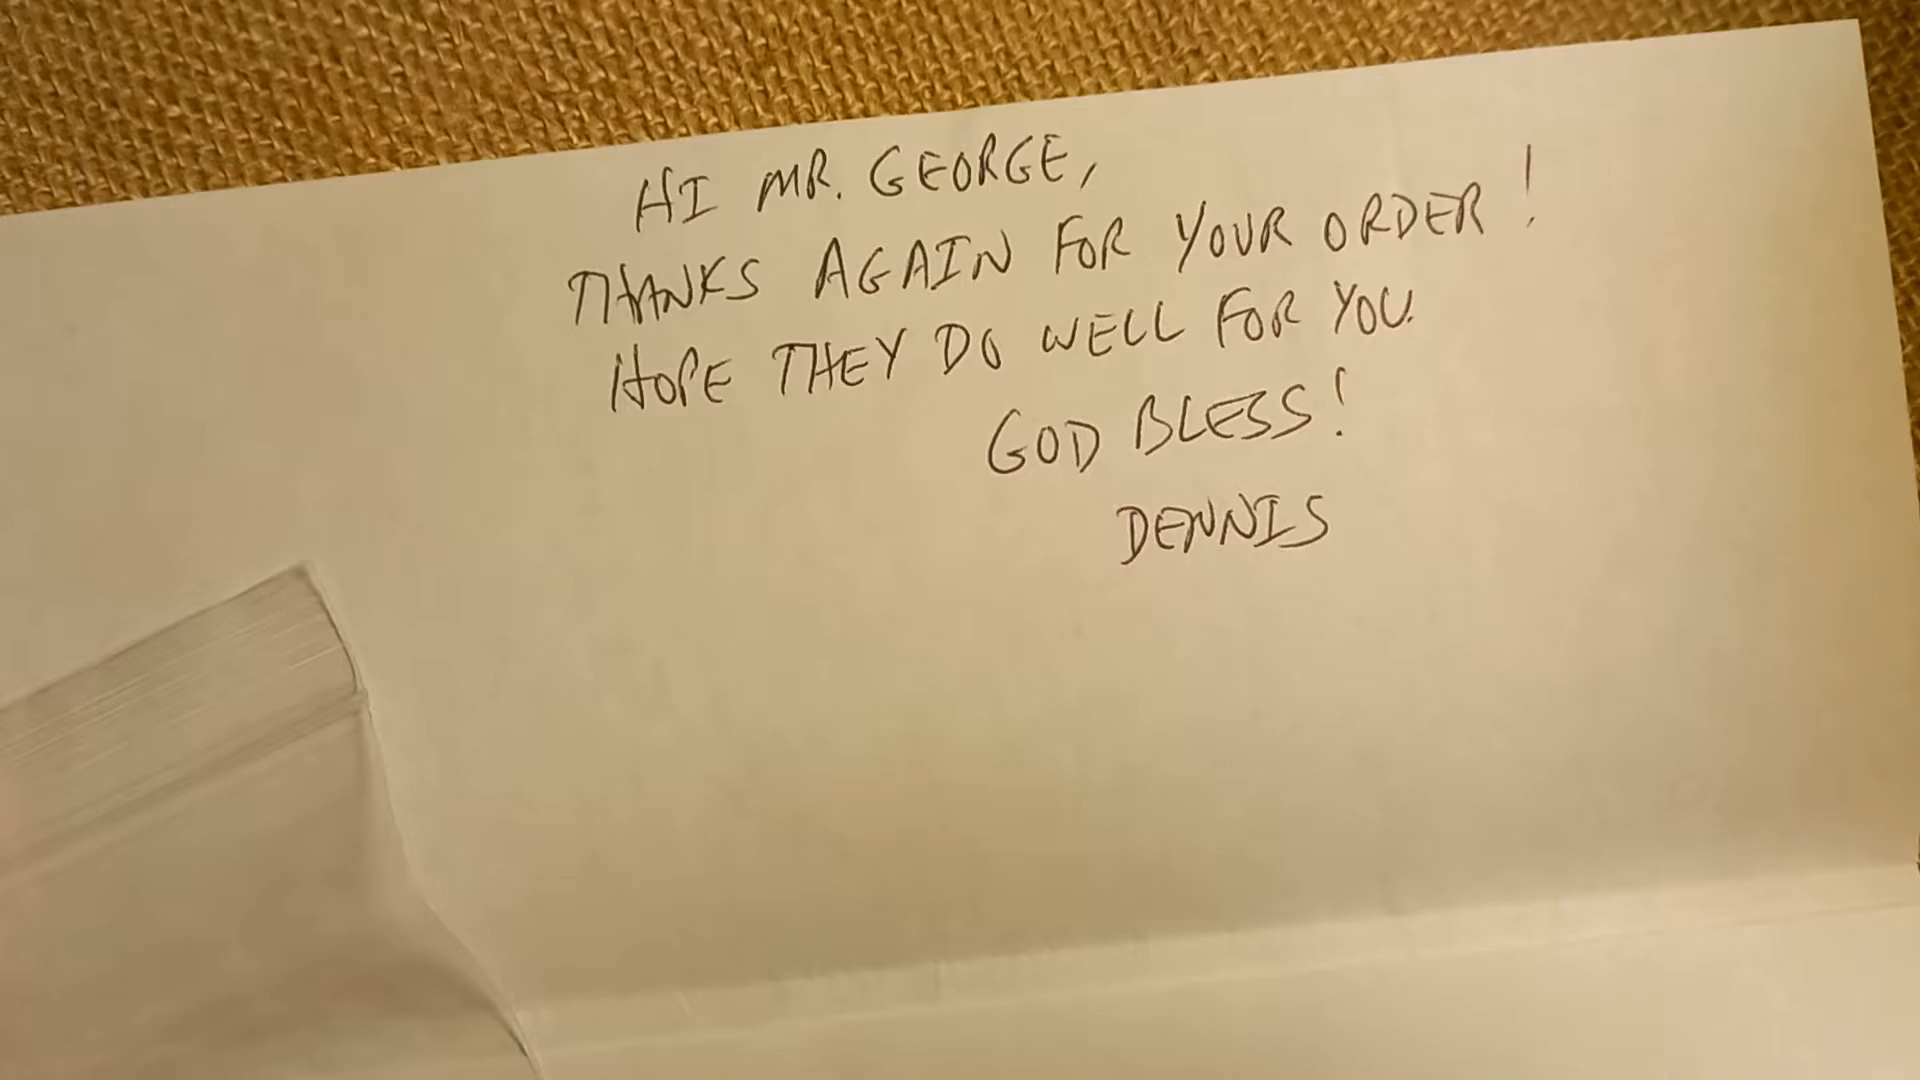 HI MR. GEORGE,
THANKS AGAIN FOR YOUR ORDER!
HOPE THEY DO WELL FOR YOU.
GOD BLESS!
DENNIS